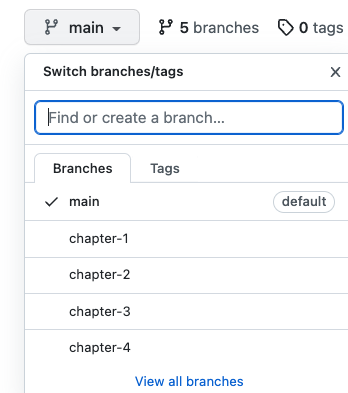 main 5 branches 0 tags
Switch branches/tags
Find or create a branch...
Branches Tags
main default
chapter-1
chapter-2
chapter-3
chapter-4
View all branches